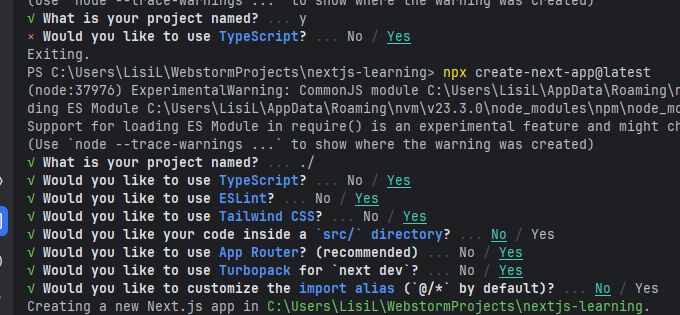 (Use `node --trace-warnings ...` to show where the warning was created)
√ What is your project named? ... y
× Would you like to use TypeScript? ... No / Yes
Exiting.
PS C:\Users\LisiL\WebstormProjects\nextjs-learning> npx create-next-app@latest
(node:37976) ExperimentalWarning: CommonJS module C:\Users\LisiL\AppData\Roaming\n
ding ES Module C:\Users\LisiL\AppData\Roaming\nvm\v23.3.0\node_modules\npm\node_mo
Support for loading ES Module in require() is an experimental feature and might ch
(Use `node --trace-warnings ...` to show where the warning was created)
√ What is your project named? ... ./
√ Would you like to use TypeScript? ... No / Yes
√ Would you like to use ESLint? ... No / Yes
√ Would you like to use Tailwind CSS? ... No / Yes
√ Would you like your code inside a `src/` directory? ... No / Yes
√ Would you like to use App Router? (recommended) ... No / Yes
√ Would you like to use Turbopack for `next dev`? ... No / Yes
√ Would you like to customize the import alias (`@/*` by default)? ... No / Yes
Creating a new Next.js app in C:\Users\LisiL\WebstormProjects\nextjs-learning.